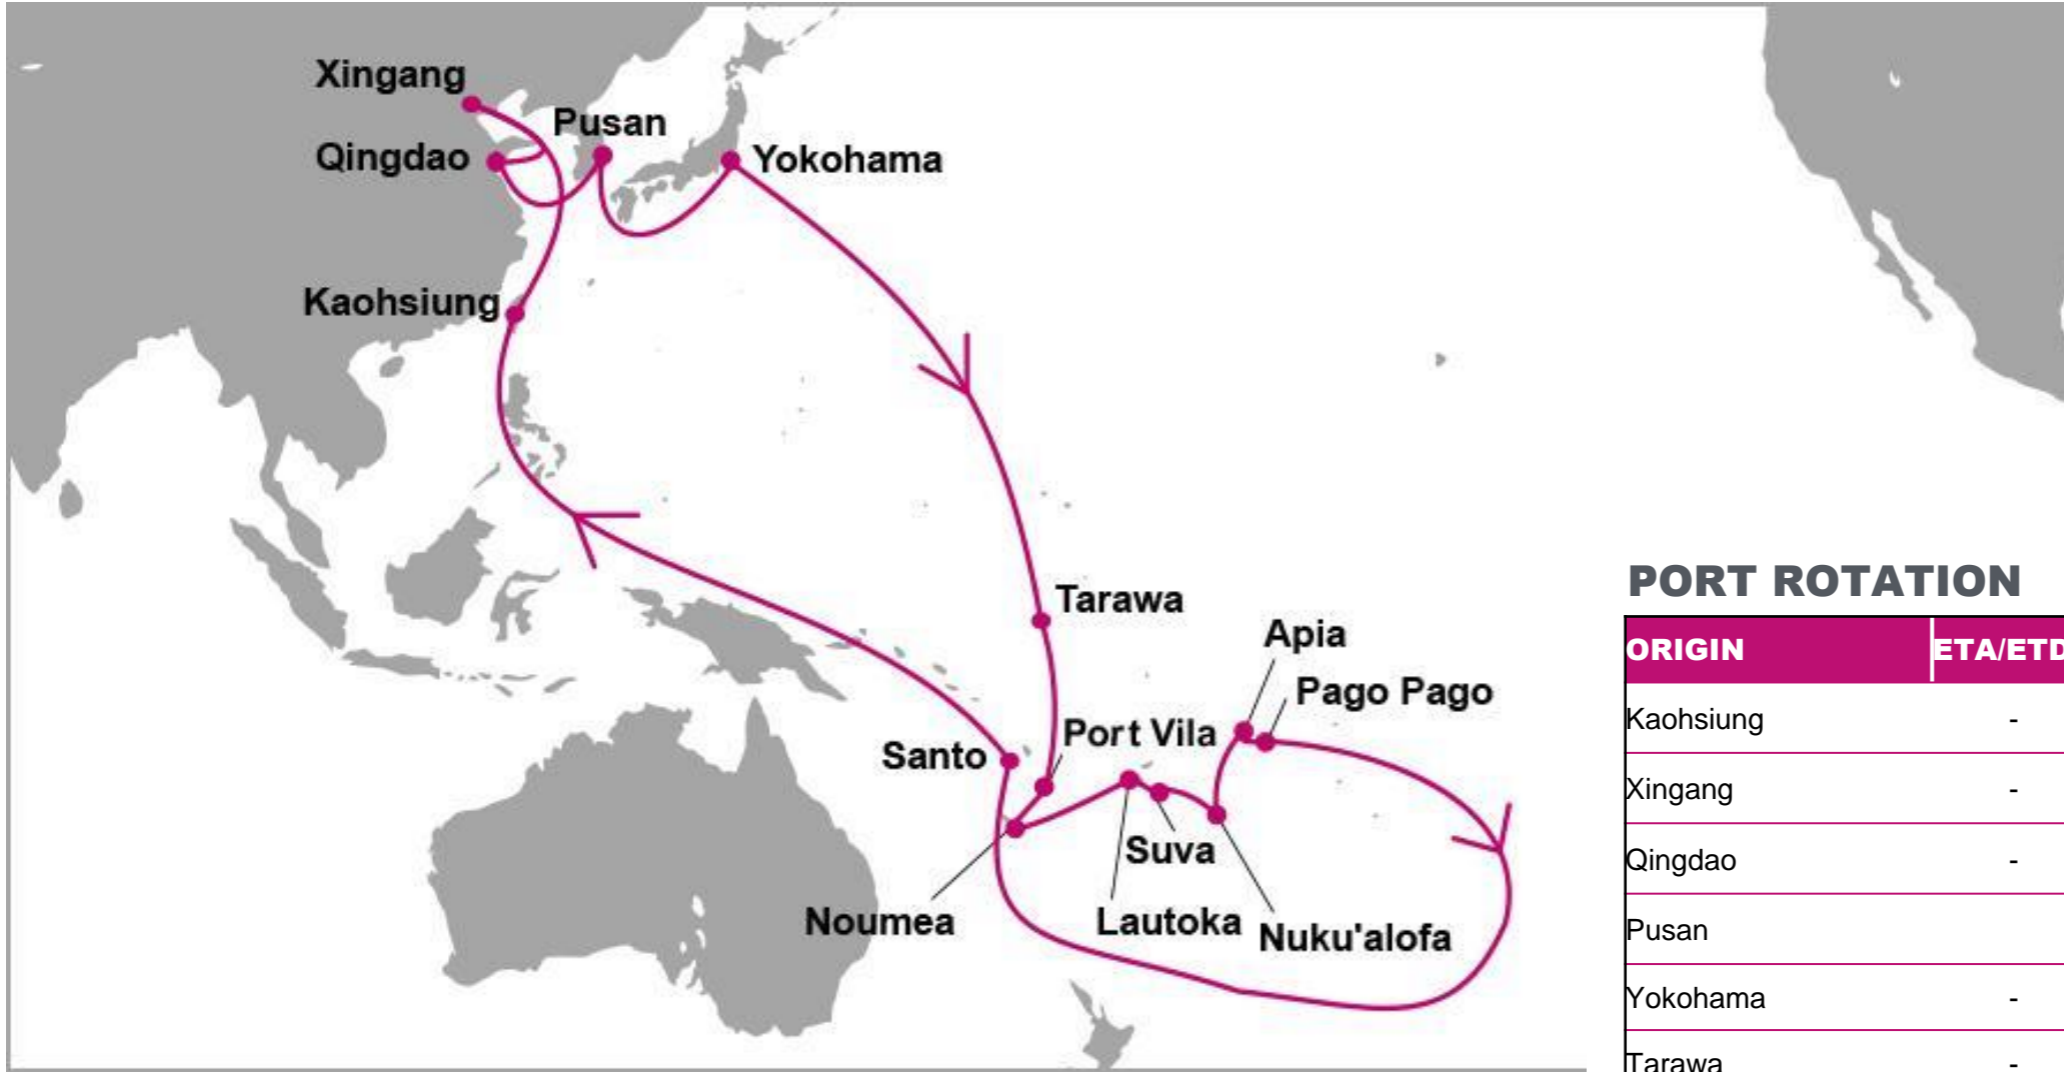 Xingang
Pusan
Qingdao
Yokohama
Kaohsiung
Tarawa
Apia
Pago Pago
Port Vila
Santo
Suva
Noumea
Lautoka
Nuku'alofa
PORT ROTATION
ORIGIN ETA/ETD
Kaohsiung -
Xingang -
Qingdao -
Pusan
Yokohama -
Tarawa -